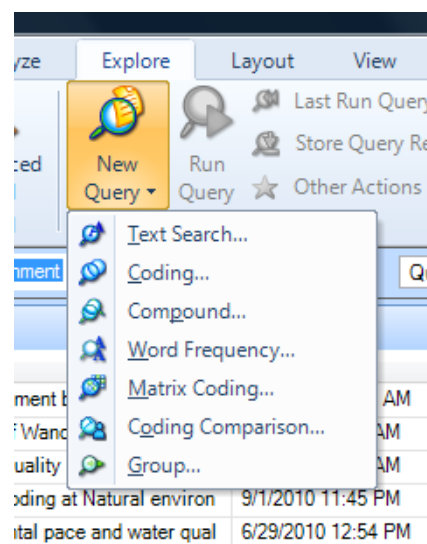 yze Explore Layout View
Last Run Query
Store Query Re
Other Actions
ced New Query Run Query
nment Qu
Text Search...
Coding...
Compound...
Word Frequency...
Matrix Coding...
Coding Comparison...
Group...
ment b AM
f Wand AM
uality AM
oding at Natural environ 9/1/2010 11:45 PM
ntal pace and water qual 6/29/2010 12:54 PM